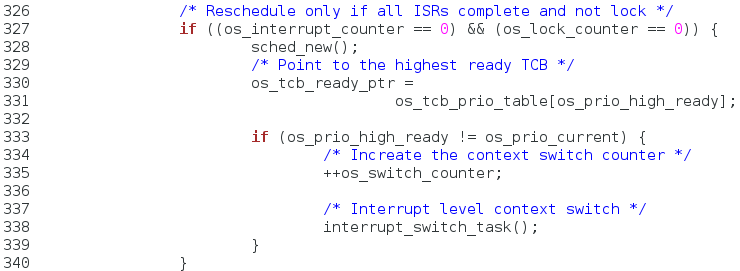 326 /* Reschedule only if all ISRs complete and not lock */
327 if ((os_interrupt_counter == 0) && (os_lock_counter == 0)) {
328 sched_new();
329 /* Point to the highest ready TCB */
330 os_tcb_ready_ptr =
331 os_tcb_prio_table[os_prio_high_ready];
332
333 if (os_prio_high_ready != os_prio_current) {
334 /* Increate the context switch counter */
335 ++os_switch_counter;
336
337 /* Interrupt level context switch */
338 interrupt_switch_task();
339 }
340 }